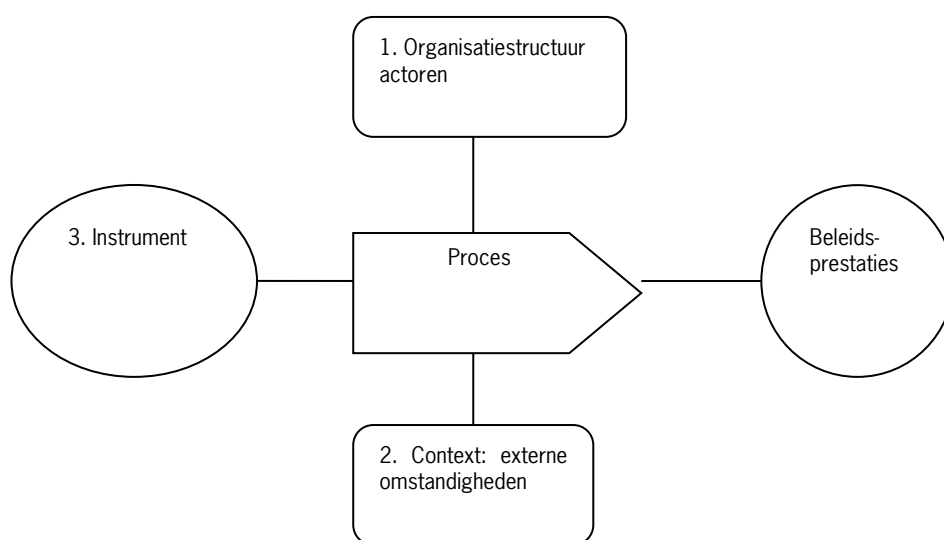 1. Organisatiestructuur
actoren
3. Instrument
Proces
Beleids-
prestaties
2. Context: externe
omstandigheden